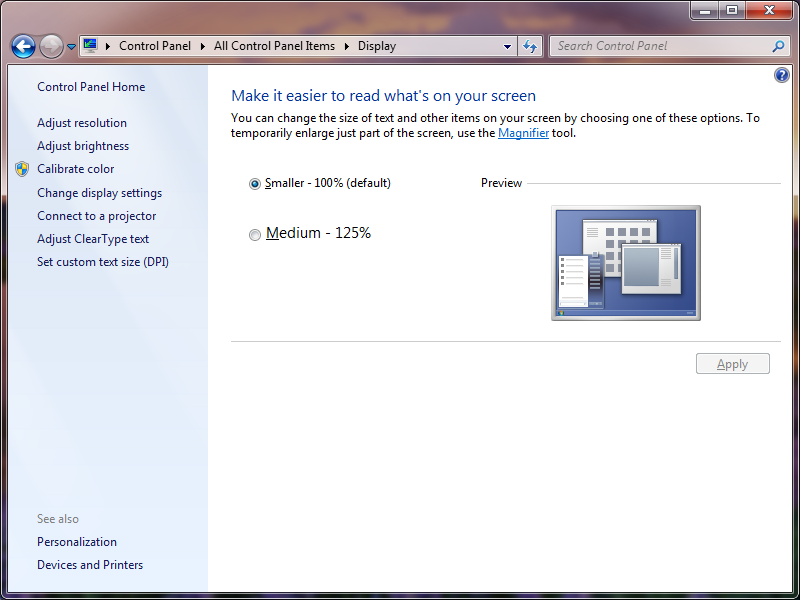 Control Panel
All Control Panel Items
Display
Search Control Panel
Control Panel Home
Adjust resolution
Adjust brightness
Calibrate color
Change display settings
Connect to a projector
Adjust ClearType text
Set custom text size (DPI)
See also
Personalization
Devices and Printers
?
Make it easier to read what's on your screen
You can change the size of text and other items on your screen by choosing one of these options. To
temporarily enlarge just part of the screen, use the Magnifier tool.
Smaller - 100% (default)
Medium - 125%
Preview
Apply